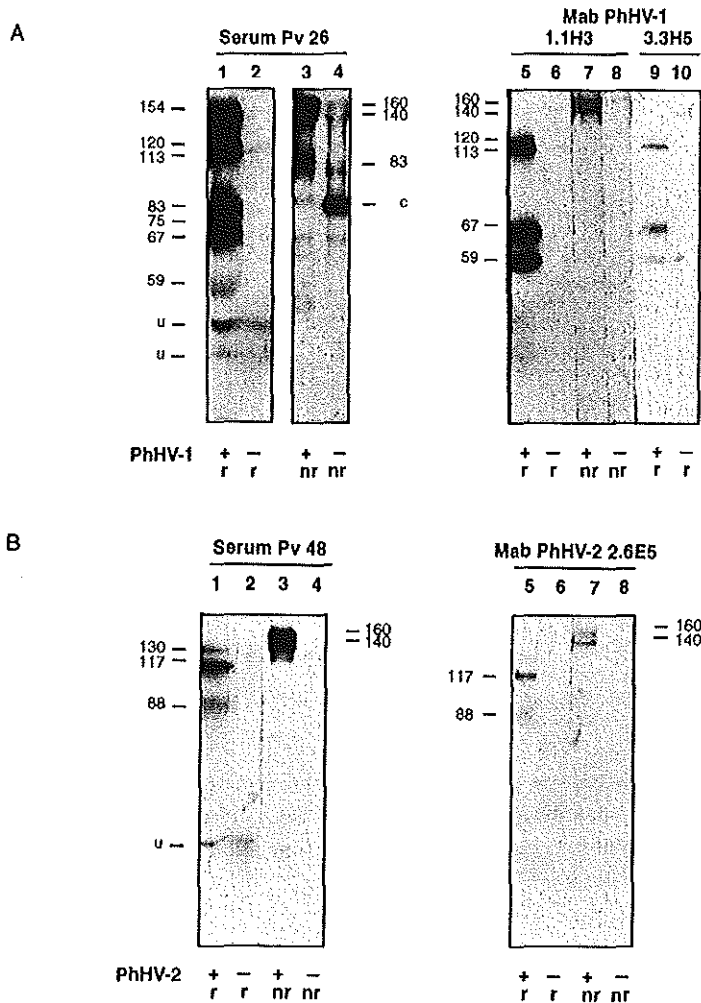 A
Serum Pv 26
1 2 3 4
154 —
120 —
113 —
83 —
75 —
67 —
59 —
u —
u —
— 160
— 140
— 83
— c
PhHV-1 + — + —
r r nr nr
Mab PhHV-1
1.1H3 3.3H5
5 6 7 8 9 10
160 —
140 —
120 —
113 —
67 —
59 —
+ — + — + —
r r nr nr r r
B
Serum Pv 48
1 2 3 4
130 —
117 —
88 —
u —
— 160
— 140
PhHV-2 + — + —
r r nr nr
Mab PhHV-2 2.6E5
5 6 7 8
117 —
88 —
— 160
— 140
+ — + —
r r nr nr